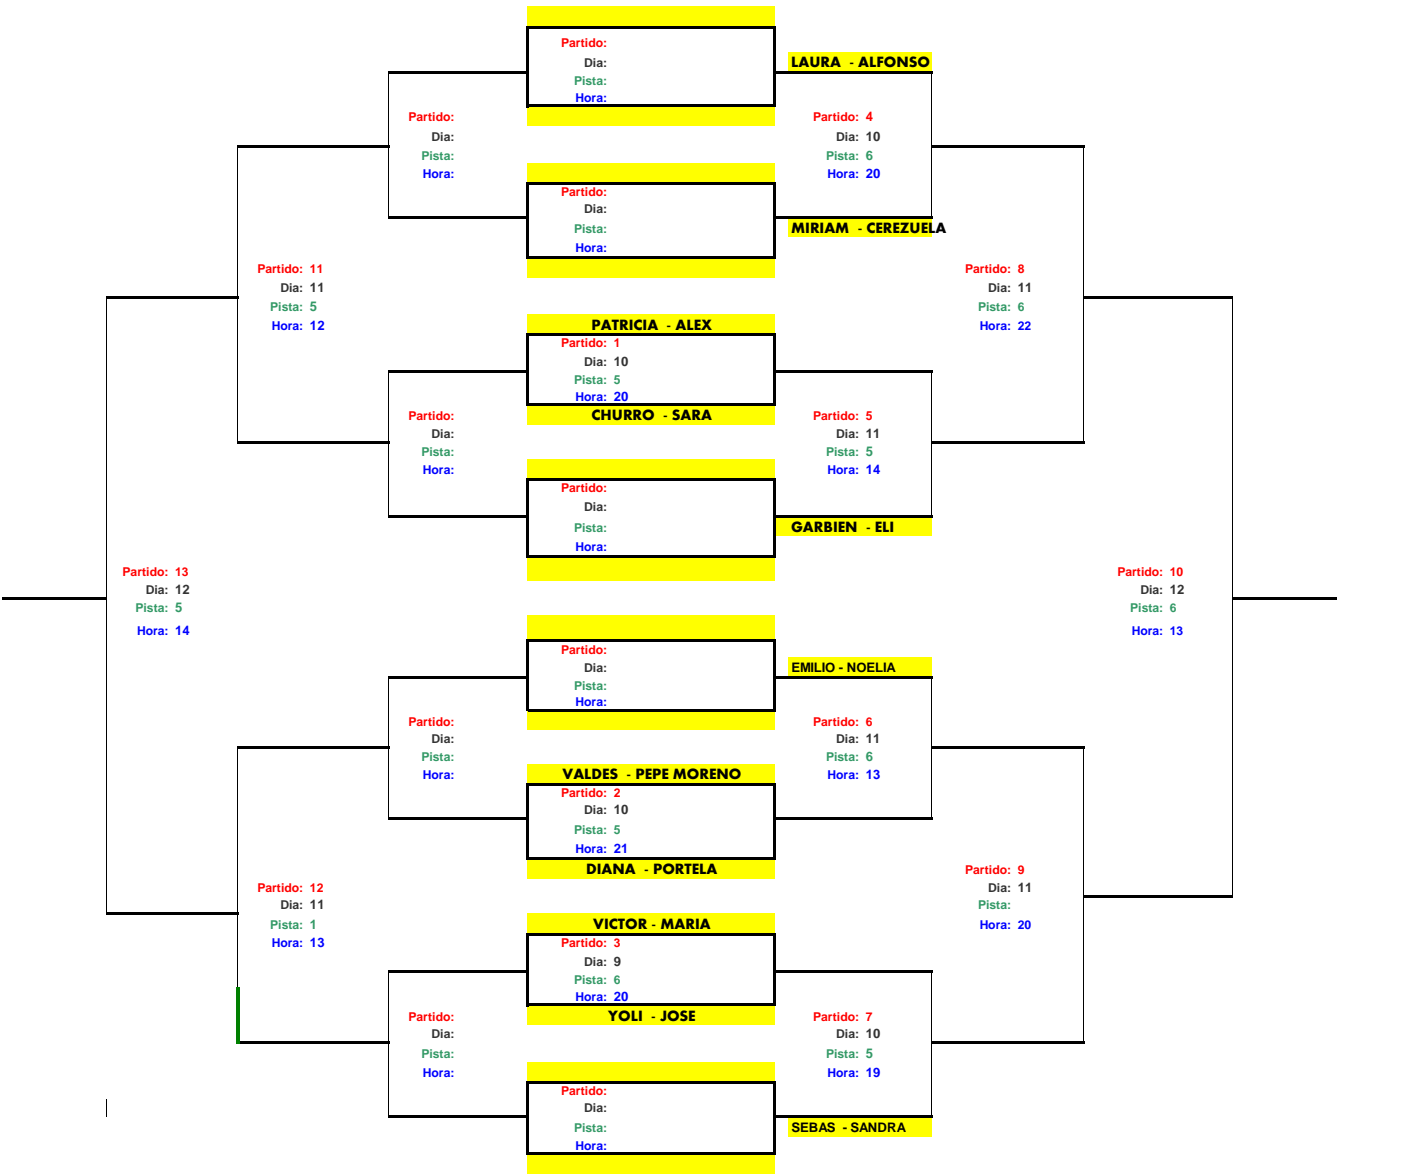 Partido:
Dia:
Pista:
Hora:
LAURA - ALFONSO
Partido:
Dia:
Pista:
Hora:
Partido: 4
Dia: 10
Pista: 6
Hora: 20
Partido:
Dia:
Pista:
Hora:
MIRIAM - CEREZUELA
Partido: 11
Dia: 11
Pista: 5
Hora: 12
Partido: 8
Dia: 11
Pista: 6
Hora: 22
PATRICIA - ALEX
Partido: 1
Dia: 10
Pista: 5
Hora: 20
CHURRO - SARA
Partido:
Dia:
Pista:
Hora:
Partido: 5
Dia: 11
Pista: 5
Hora: 14
Partido:
Dia:
Pista:
Hora:
GARBIEN - ELI
Partido: 13
Dia: 12
Pista: 5
Hora: 14
Partido: 10
Dia: 12
Pista: 6
Hora: 13
Partido:
Dia:
Pista:
Hora:
EMILIO - NOELIA
Partido:
Dia:
Pista:
Hora:
Partido: 6
Dia: 11
Pista: 6
Hora: 13
VALDES - PEPE MORENO
Partido: 2
Dia: 10
Pista: 5
Hora: 21
DIANA - PORTELA
Partido: 12
Dia: 11
Pista: 1
Hora: 13
Partido: 9
Dia: 11
Pista:
Hora: 20
VICTOR - MARIA
Partido: 3
Dia: 9
Pista: 6
Hora: 20
YOLI - JOSE
Partido:
Dia:
Pista:
Hora:
Partido: 7
Dia: 10
Pista: 5
Hora: 19
Partido:
Dia:
Pista:
Hora:
SEBAS - SANDRA